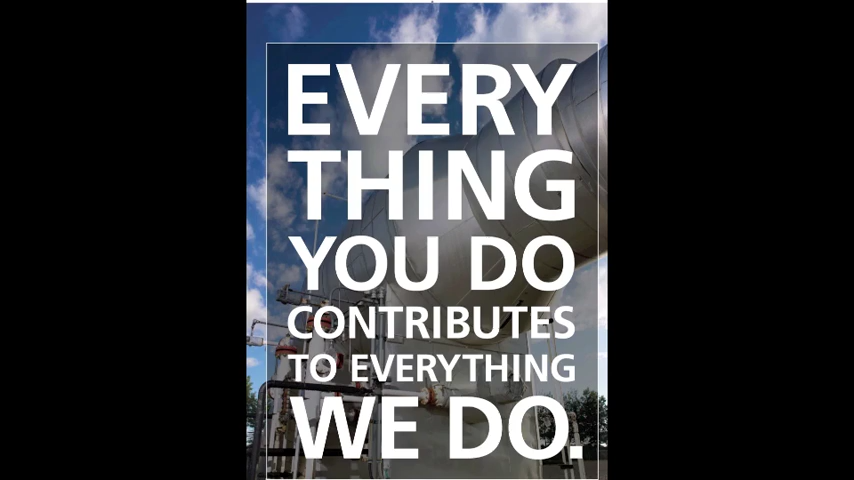 EVERY
THING
YOU DO
CONTRIBUTES
TO EVERYTHING
WE DO.